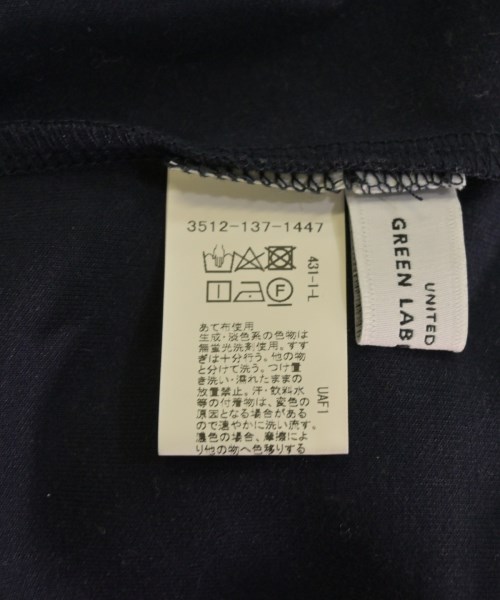 3512-137-1447
431-1-L
F
あて布使用
生成・淡色系の色物は
無蛍光洗剤使用。すす
ぎは十分行う。他の物
と分けて洗う。つけ置
き洗い・濡れたままの
放置禁止。汗・飲料水
等の付着物は、変色の
原因となる場合がある
ので速やかに洗い流す。
濃色の場合、摩擦によ
り他の物へ色移りする
UAF1
UNITED
GREEN LAB